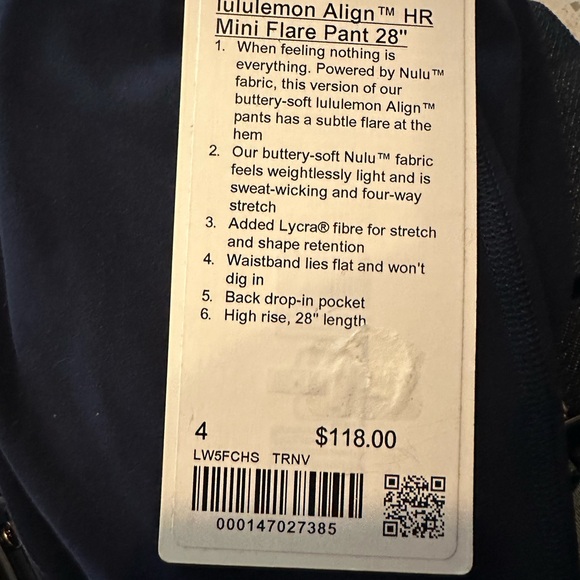 lululemon Align™ HR
Mini Flare Pant 28"
1. When feeling nothing is
everything. Powered by Nulu™
fabric, this version of our
buttery-soft lululemon Align™
pants has a subtle flare at the
hem
2. Our buttery-soft Nulu™ fabric
feels weightlessly light and is
sweat-wicking and four-way
stretch
3. Added Lycra® fibre for stretch
and shape retention
4. Waistband lies flat and won't
dig in
5. Back drop-in pocket
6. High rise, 28" length
4 $118.00
LW5FCHS TRNV
000147027385